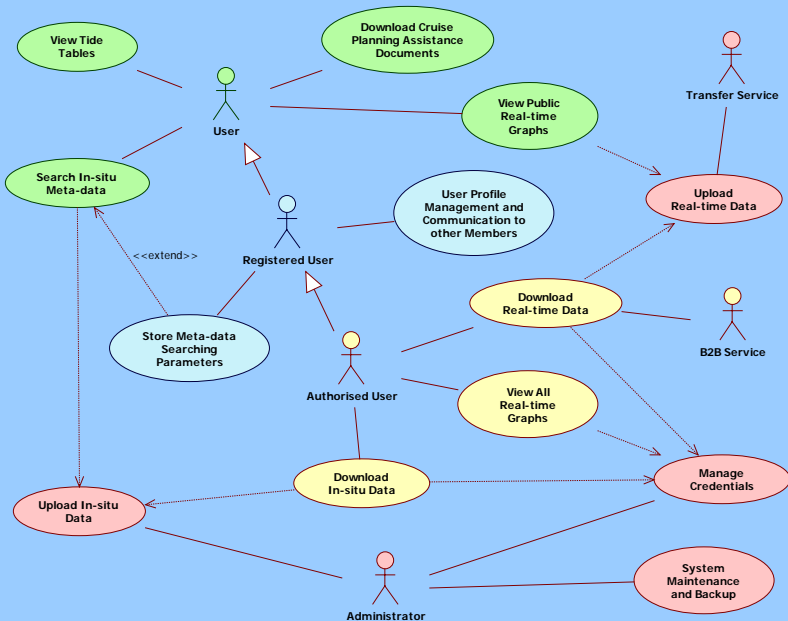 View Tide
Tables
Download Cruise
Planning Assistance
Documents
Transfer Service
User
View Public
Real-time
Graphs
Search In-situ
Meta-data
Upload
Real-time Data
User Profile
Management and
Communication to
other Members
<<extend>>
Registered User
Download
Real-time Data
Store Meta-data
Searching
Parameters
B2B Service
Authorised User
View All
Real-time
Graphs
Download
In-situ Data
Manage
Credentials
Upload In-situ
Data
System
Maintenance
and Backup
Administrator